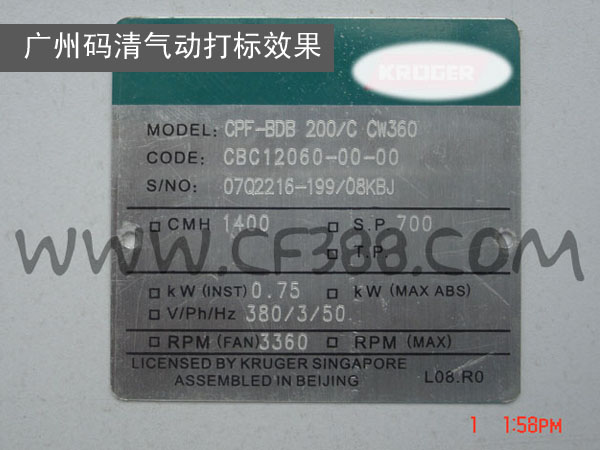 广州码清气动打标效果
KRUGER
MODEL: CPF-BDB 200/C CW360
CODE: CBC12060-00-00
S/NO: 07Q2216-199/08KBJ
CMH 1400 S.P 700
T.P.
www.CF388.COM
kW (INST) 0.75 kW (MAX ABS)
V/Ph/Hz 380/3/50
RPM (FAN) 3360 RPM (MAX)
LICENSED BY KRUGER SINGAPORE
ASSEMBLED IN BEIJING L08.R0
1 1:58PM